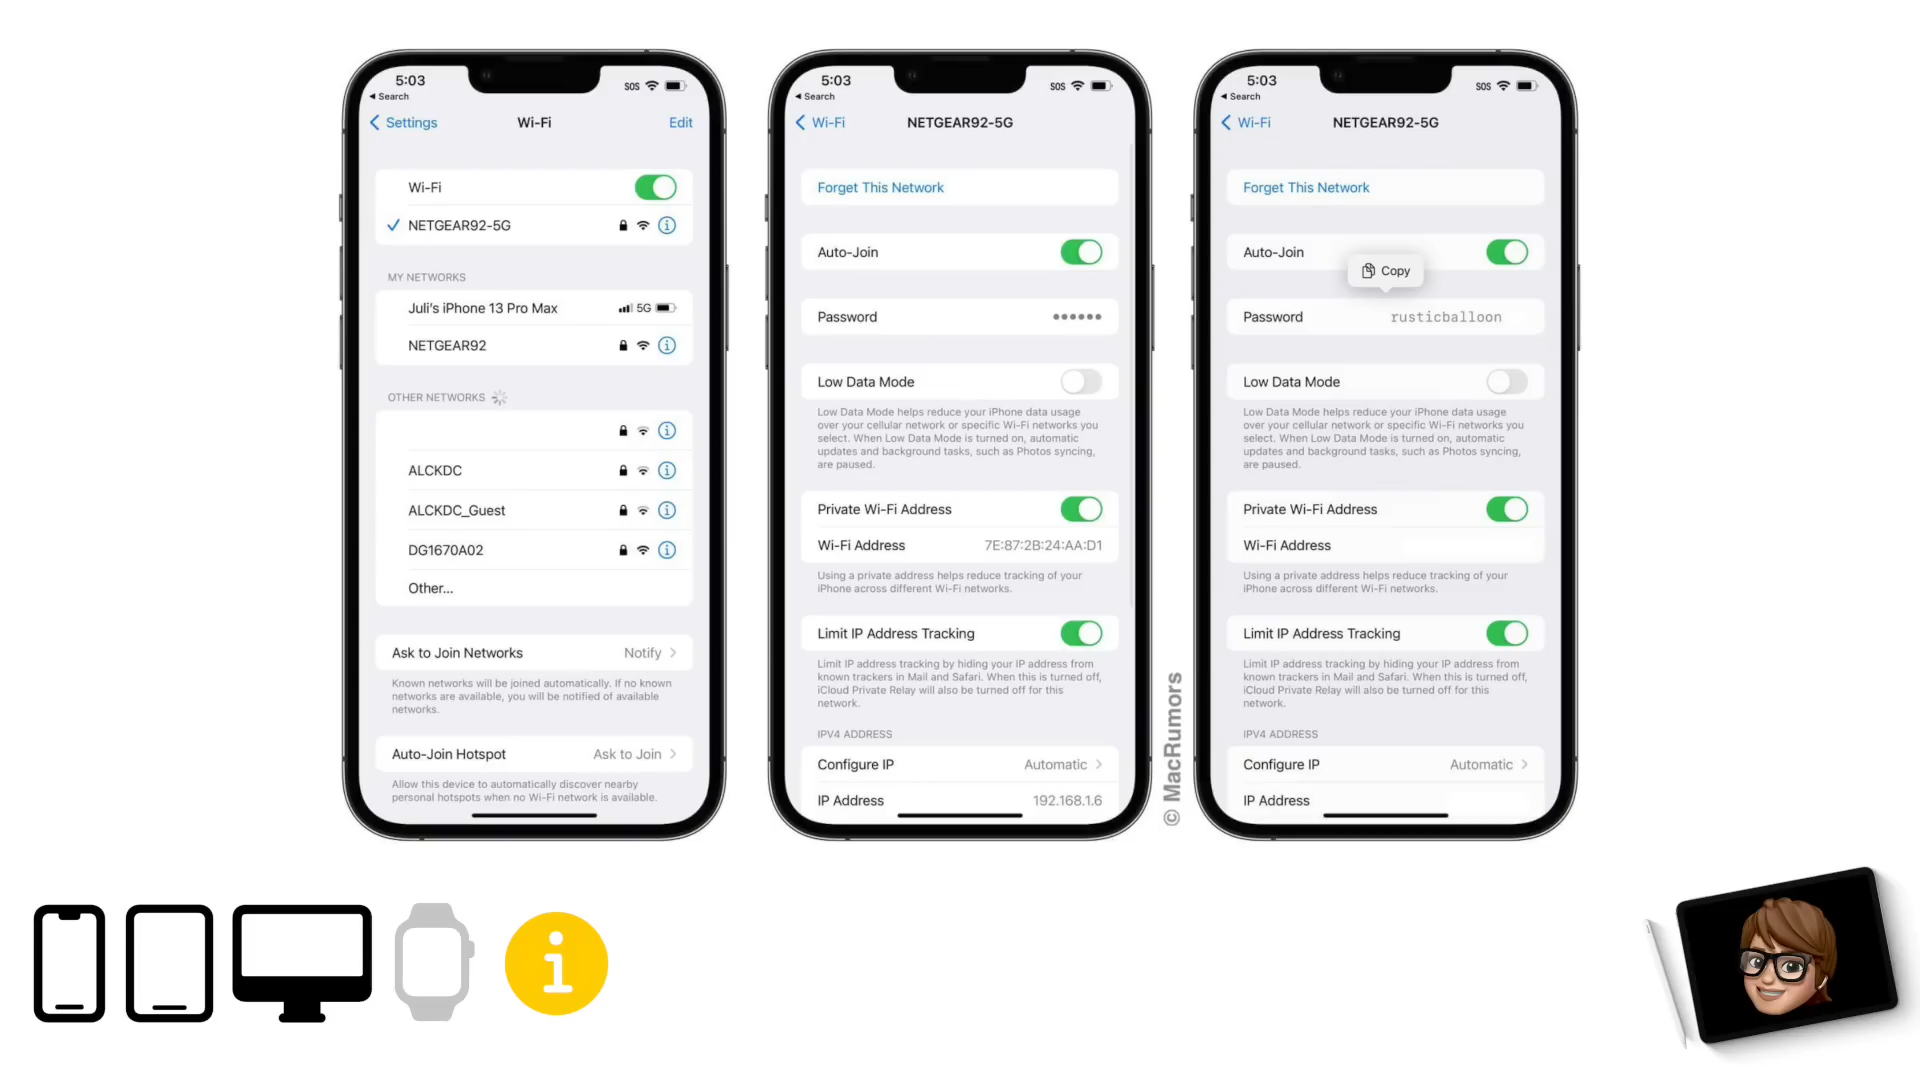 5:03
SOS
◀ Search
Settings
Wi-Fi
Edit
Wi-Fi
NETGEAR92-5G
MY NETWORKS
Juli's iPhone 13 Pro Max
5G
NETGEAR92
OTHER NETWORKS
ALCKDC
ALCKDC_Guest
DG1670A02
Other...
Ask to Join Networks Notify
Known networks will be joined automatically. If no known
networks are available, you will be notified of available
networks.
Auto-Join Hotspot Ask to Join
Allow this device to automatically discover nearby
personal hotspots when no Wi-Fi network is available.
5:03
SOS
◀ Search
Wi-Fi
NETGEAR92-5G
Forget This Network
Auto-Join
Password ••••••
Low Data Mode
Low Data Mode helps reduce your iPhone data usage
over your cellular network or specific Wi-Fi networks you
select. When Low Data Mode is turned on, automatic
updates and background tasks, such as Photos syncing,
are paused.
Private Wi-Fi Address
Wi-Fi Address 7E:87:2B:24:AA:D1
Using a private address helps reduce tracking of your
iPhone across different Wi-Fi networks.
Limit IP Address Tracking
Limit IP address tracking by hiding your IP address from
known trackers in Mail and Safari. When this is turned off,
iCloud Private Relay will also be turned off for this
network.
IPV4 ADDRESS
Configure IP Automatic
IP Address 192.168.1.6
© MacRumors
5:03
SOS
◀ Search
Wi-Fi
NETGEAR92-5G
Forget This Network
Auto-Join
Copy
Password rusticballoon
Low Data Mode
Low Data Mode helps reduce your iPhone data usage
over your cellular network or specific Wi-Fi networks you
select. When Low Data Mode is turned on, automatic
updates and background tasks, such as Photos syncing,
are paused.
Private Wi-Fi Address
Wi-Fi Address
Using a private address helps reduce tracking of your
iPhone across different Wi-Fi networks.
Limit IP Address Tracking
Limit IP address tracking by hiding your IP address from
known trackers in Mail and Safari. When this is turned off,
iCloud Private Relay will also be turned off for this
network.
IPV4 ADDRESS
Configure IP Automatic
IP Address